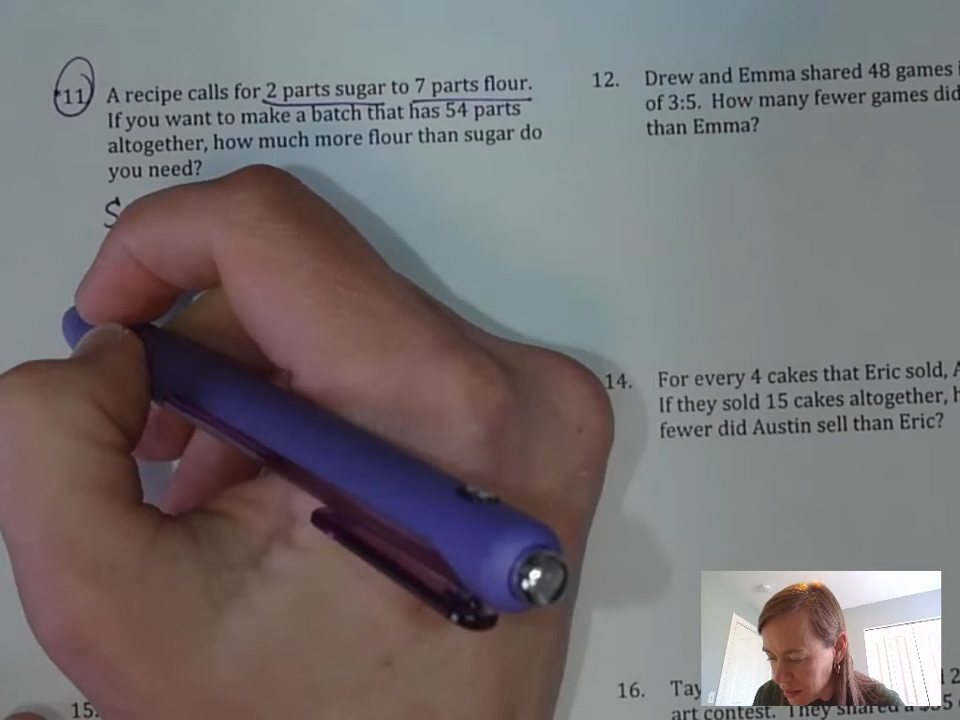 11. A recipe calls for 2 parts sugar to 7 parts flour.
If you want to make a batch that has 54 parts
altogether, how much more flour than sugar do
you need?
S
12. Drew and Emma shared 48 games
of 3:5. How many fewer games did
than Emma?
14. For every 4 cakes that Eric sold,
If they sold 15 cakes altogether,
fewer did Austin sell than Eric?
15.
16.
art contest. They shared